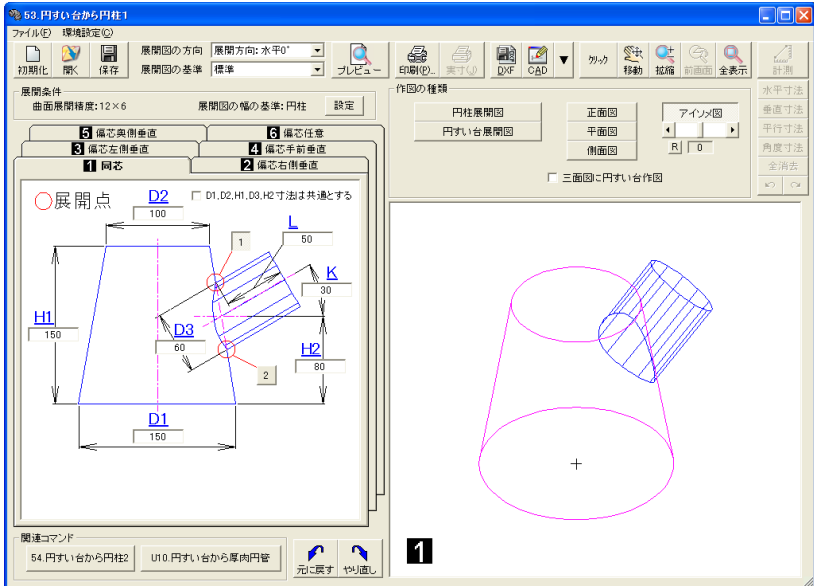 53.円すい台から円柱1
ファイル(F) 環境設定(C)
初期化 開く 保存
展開図の方向 展開方向:水平0°
展開図の基準 標準
プレビュー 印刷(P).. 実寸(J) DXF CAD ▼ クリック 移動 拡縮 前画面 全表示 計測
展開条件
曲面展開精度:12×6 展開図の幅の基準:円柱 設定
作図の種類
円柱展開図 正面図 アイソメ図
円すい台展開図 平面図
側面図 R 0
三面図に円すい台作図
水平寸法
垂直寸法
平行寸法
角度寸法
全消去
5 偏芯奥側垂直 6 偏芯任意
3 偏芯左側垂直 4 偏芯手前垂直
1 同芯 2 偏芯右側垂直
○展開点
D1,D2,H1,D3,H2寸法は共通とする
D2
100
1
L
50
K
30
H1
150
D3
60
H2
80
2
D1
150
1
関連コマンド
54.円すい台から円柱2 U10.円すい台から厚肉円管
元に戻す やり直し